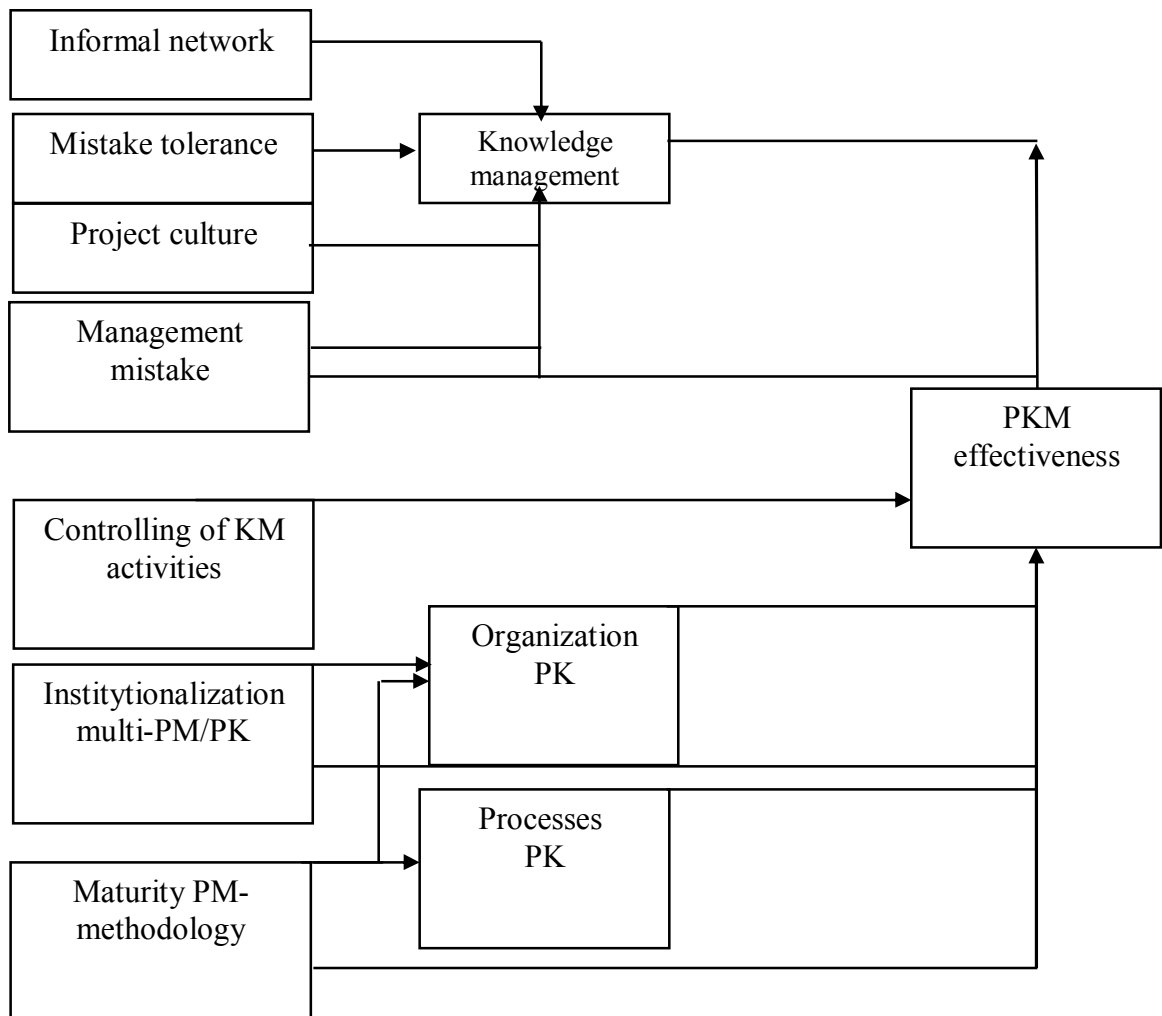 Informal network
Mistake tolerance
Knowledge
management
Project culture
Management
mistake
PKM
effectiveness
Controlling of KM
activities
Organization
PK
Institytionalization
multi-PM/PK
Processes
PK
Maturity PM-
methodology